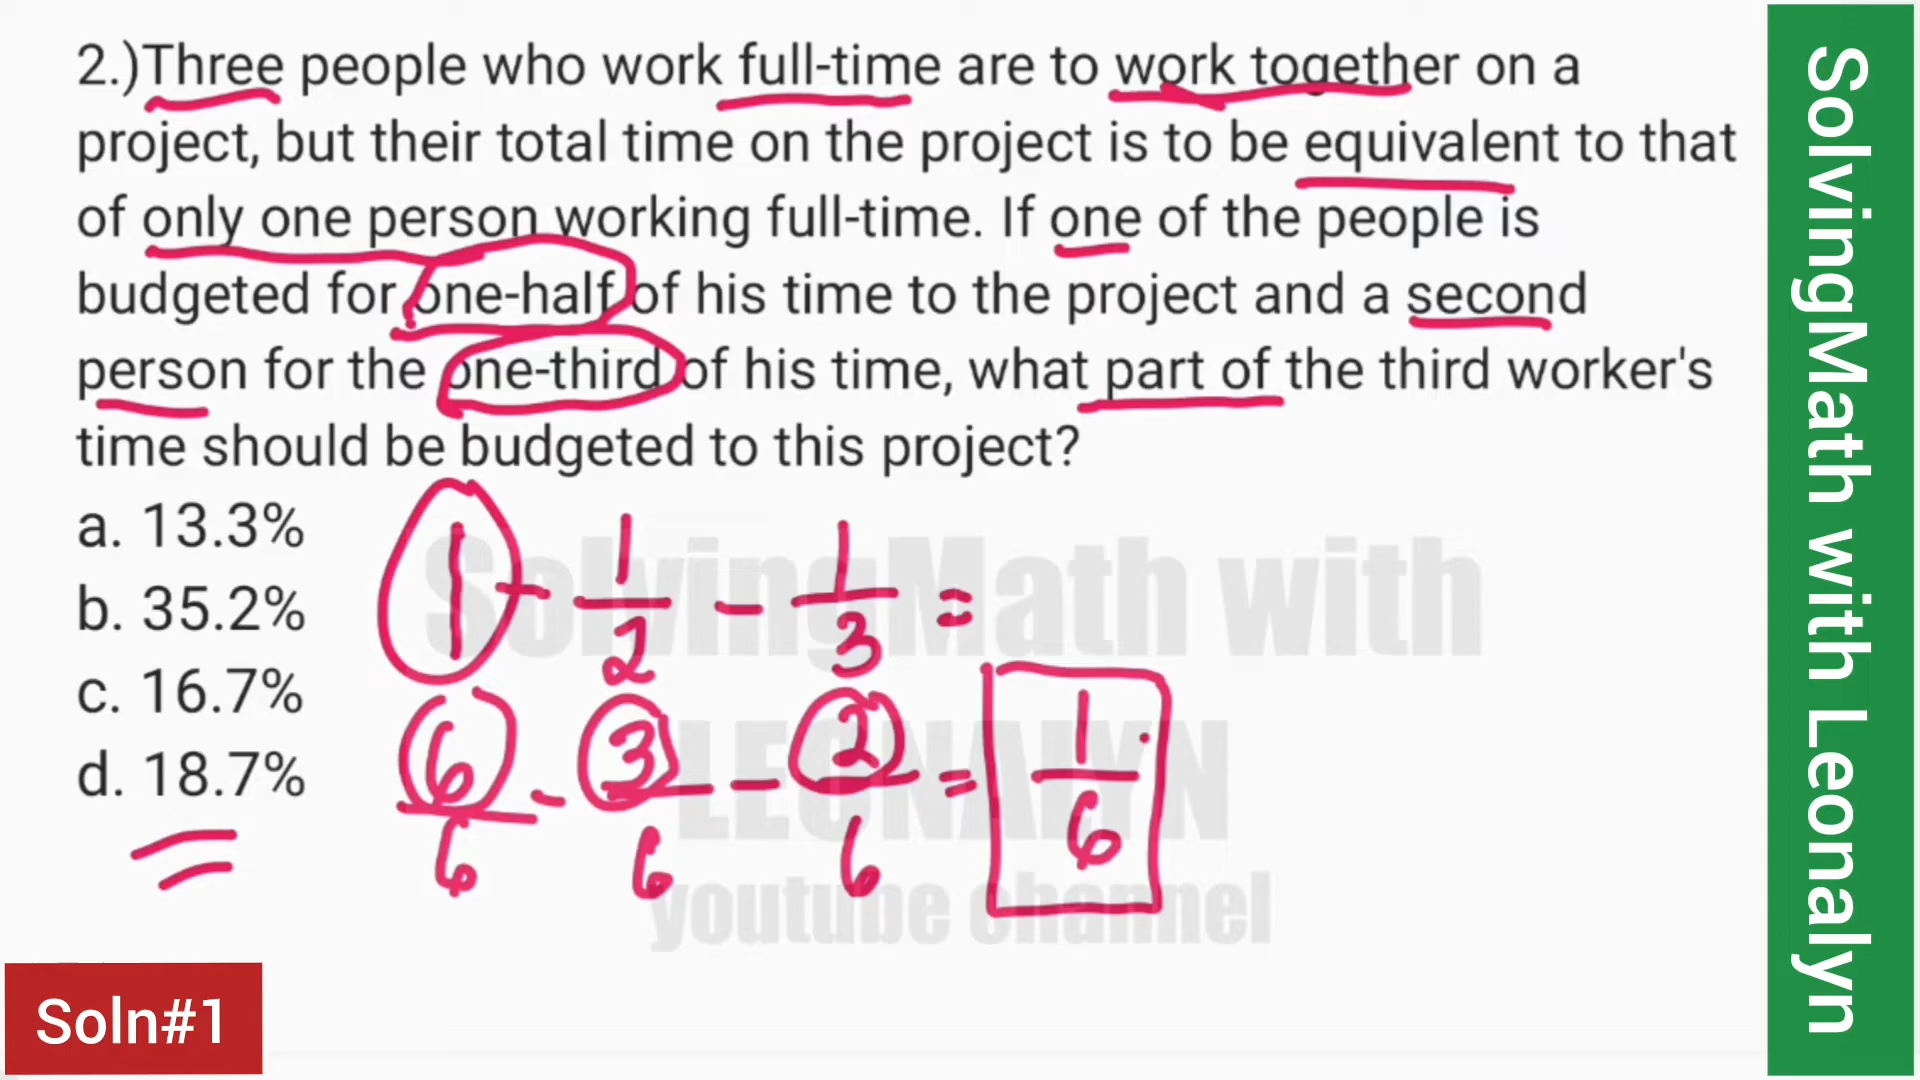 2.)Three people who work full-time are to work together on a
project, but their total time on the project is to be equivalent to that
of only one person working full-time. If one of the people is
budgeted for one-half of his time to the project and a second
person for the one-third of his time, what part of the third worker's
time should be budgeted to this project?
a. 13.3%
b. 35.2%
c. 16.7%
d. 18.7%
1 - 1/2 - 1/3 =
6/6 - 3/6 - 2/6 = 1/6
SolvingMath with
LEONALYN
youtube channel
Soln#1
SolvingMath with Leonalyn